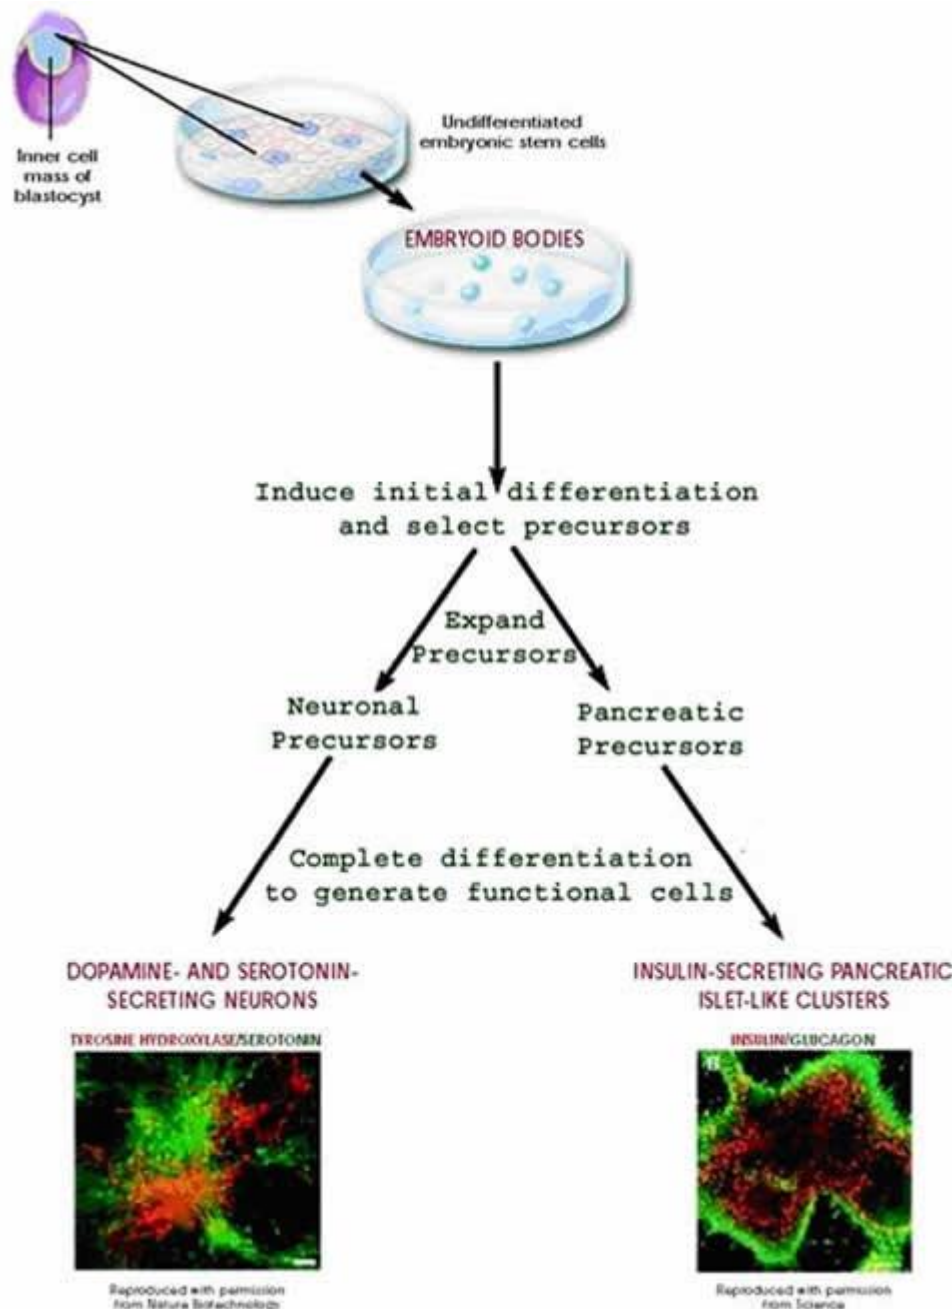 Inner cell
mass of
blastocyst
Undifferentiated
embryonic stem cells
EMBRYOID BODIES
Induce initial differentiation
and select precursors
Expand
Precursors
Neuronal
Precursors
Pancreatic
Precursors
Complete differentiation
to generate functional cells
DOPAMINE- AND SEROTONIN-
SECRETING NEURONS
TYROSINE HYDROXYLASE/SEROTONIN
Reproduced with permission
from Nature Biotechnology
INSULIN-SECRETING PANCREATIC
ISLET-LIKE CLUSTERS
INSULIN/GLUCAGON
Reproduced with permission
from Science